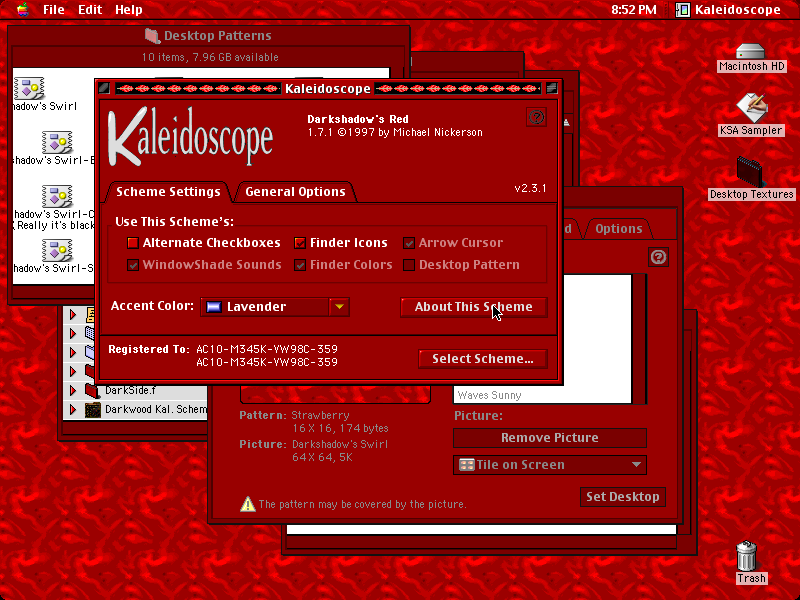 File Edit Help
8:52 PM Kaleidoscope
Desktop Patterns
10 items, 7.96 GB available
hadow's Swirl
hadow's Swirl-B
hadow's Swirl-C
(Really it's black
hadow's Swirl-S
Kaleidoscope
Kaleidoscope
Darkshadow's Red
1.7.1 ©1997 by Michael Nickerson
Scheme Settings
General Options
v2.3.1
Use This Scheme's:
Alternate Checkboxes
Finder Icons
Arrow Cursor
WindowShade Sounds
Finder Colors
Desktop Pattern
Accent Color:
Lavender
About This Scheme
Registered To: AC10-M345K-YW98C-359
AC10-M345K-YW98C-359
Select Scheme...
d
Options
DarkSide.f
Darkwood Kal. Schem
Waves Sunny
Pattern: Strawberry
16 X 16, 174 bytes
Picture: Darkshadow's Swirl
64 X 64, 5K
Picture:
Remove Picture
Tile on Screen
The pattern may be covered by the picture.
Set Desktop
Macintosh HD
KSA Sampler
Desktop Textures
Trash